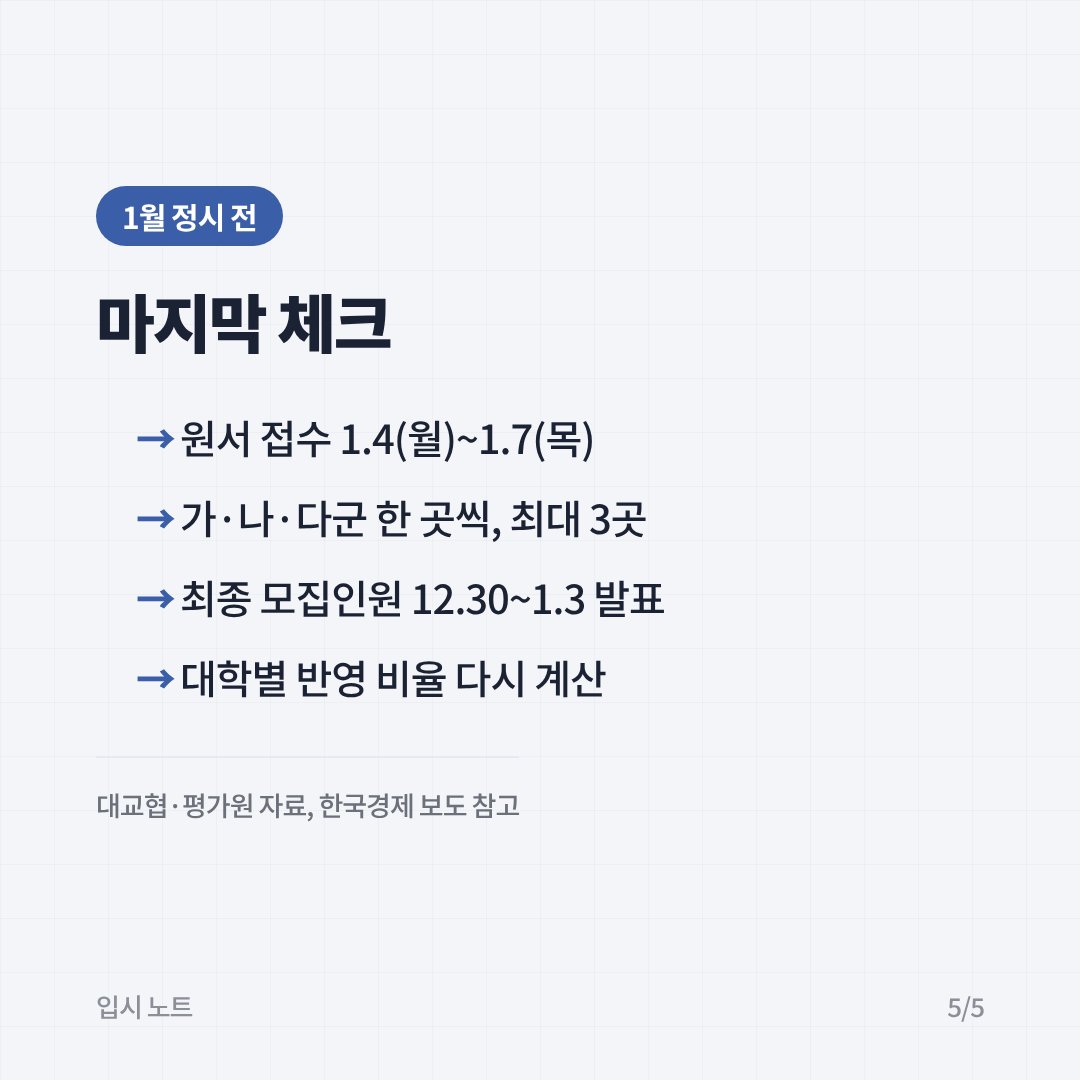 1월 정시 전
마지막 체크
→ 원서 접수 1.4(월)~1.7(목)
→ 가·나·다군 한 곳씩, 최대 3곳
→ 최종 모집인원 12.30~1.3 발표
→ 대학별 반영 비율 다시 계산
대교협·평가원 자료, 한국경제 보도 참고
입시 노트
5/5